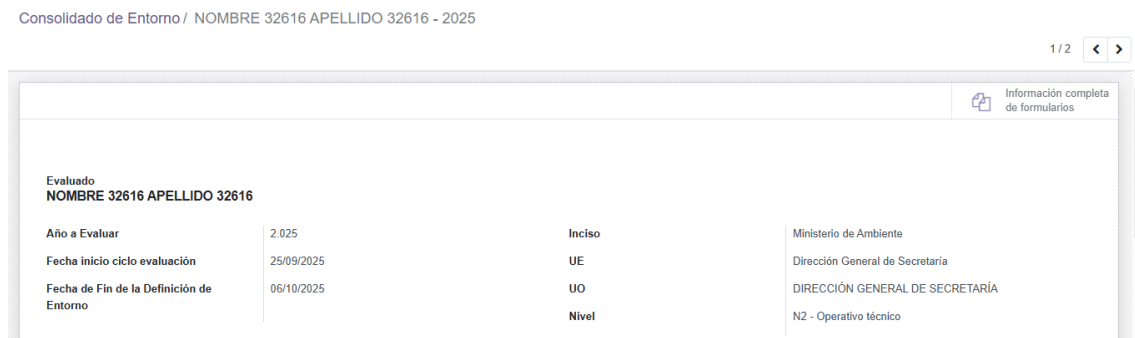 Consolidado de Entorno / NOMBRE 32616 APELLIDO 32616 - 2025
1 / 2
Información completa
de formularios
Evaluado
NOMBRE 32616 APELLIDO 32616
Año a Evaluar 2.025 Inciso Ministerio de Ambiente
Fecha inicio ciclo evaluación 25/09/2025 UE Dirección General de Secretaría
Fecha de Fin de la Definición de 06/10/2025 UO DIRECCIÓN GENERAL DE SECRETARÍA
Entorno
Nivel N2 - Operativo técnico